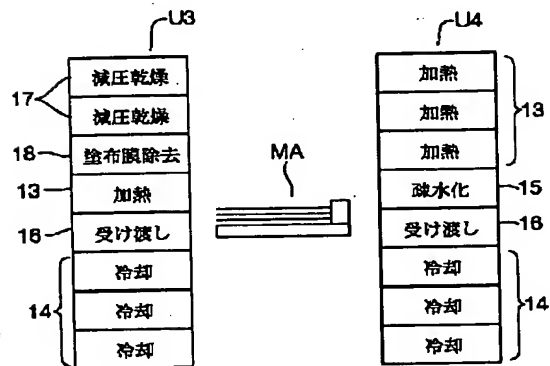 U3
減圧乾燥
17
減圧乾燥
18
塗布膜除去
13
加熱
16
受け渡し
14
冷却
冷却
冷却
MA
U4
加熱
加熱
13
加熱
疎水化
15
受け渡し
16
冷却
冷却
14
冷却